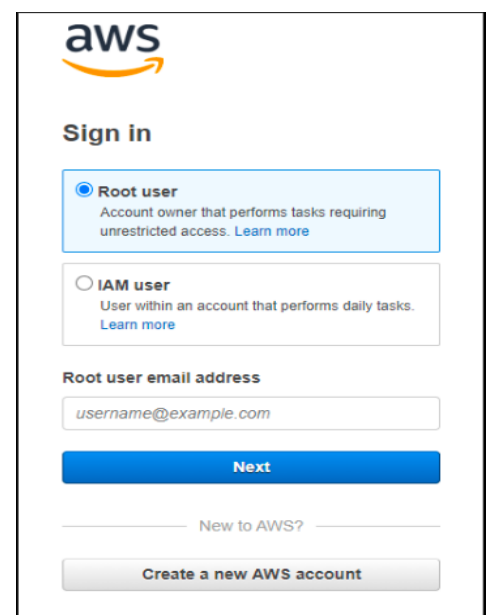 aws
Sign in
Root user
Account owner that performs tasks requiring
unrestricted access. Learn more
IAM user
User within an account that performs daily tasks.
Learn more
Root user email address
username@example.com
Next
New to AWS?
Create a new AWS account